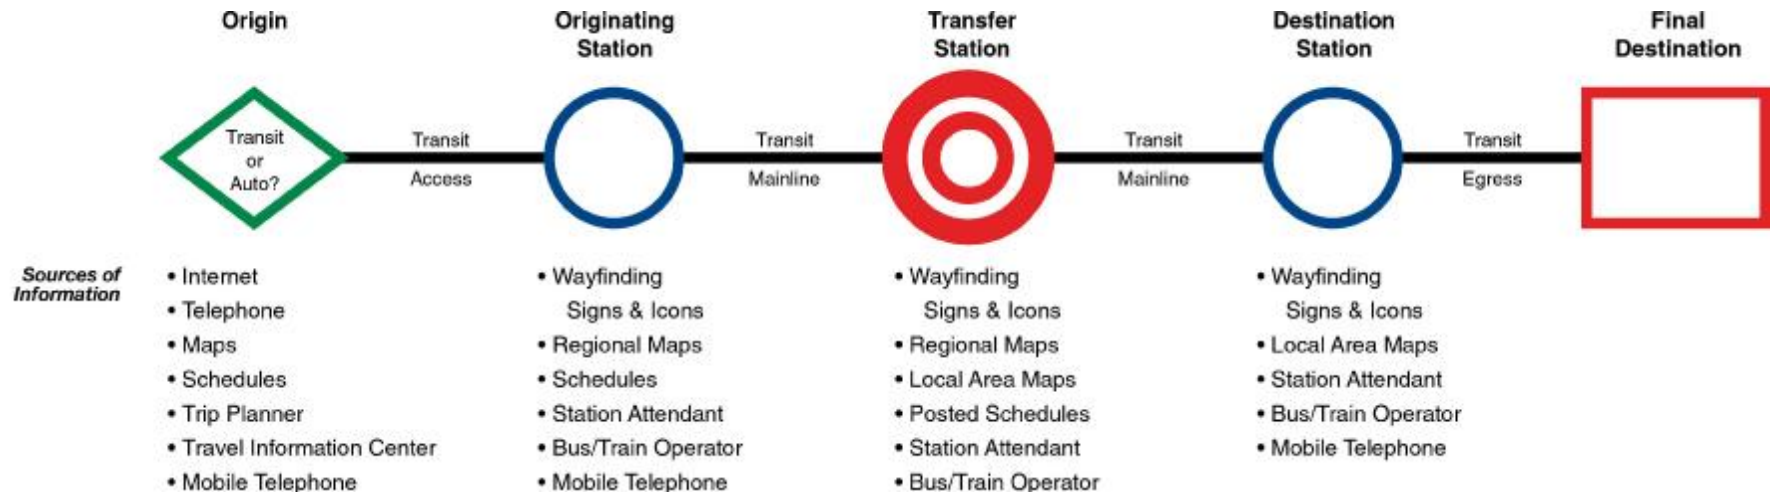 Origin
Originating
Station
Transfer
Station
Destination
Station
Final
Destination
Transit
or
Auto?
Transit
Access
Transit
Mainline
Transit
Mainline
Transit
Egress
Sources of
Information
• Internet
• Telephone
• Maps
• Schedules
• Trip Planner
• Travel Information Center
• Mobile Telephone
• Wayfinding
Signs & Icons
• Regional Maps
• Schedules
• Station Attendant
• Bus/Train Operator
• Mobile Telephone
• Wayfinding
Signs & Icons
• Regional Maps
• Local Area Maps
• Posted Schedules
• Station Attendant
• Bus/Train Operator
• Wayfinding
Signs & Icons
• Local Area Maps
• Station Attendant
• Bus/Train Operator
• Mobile Telephone